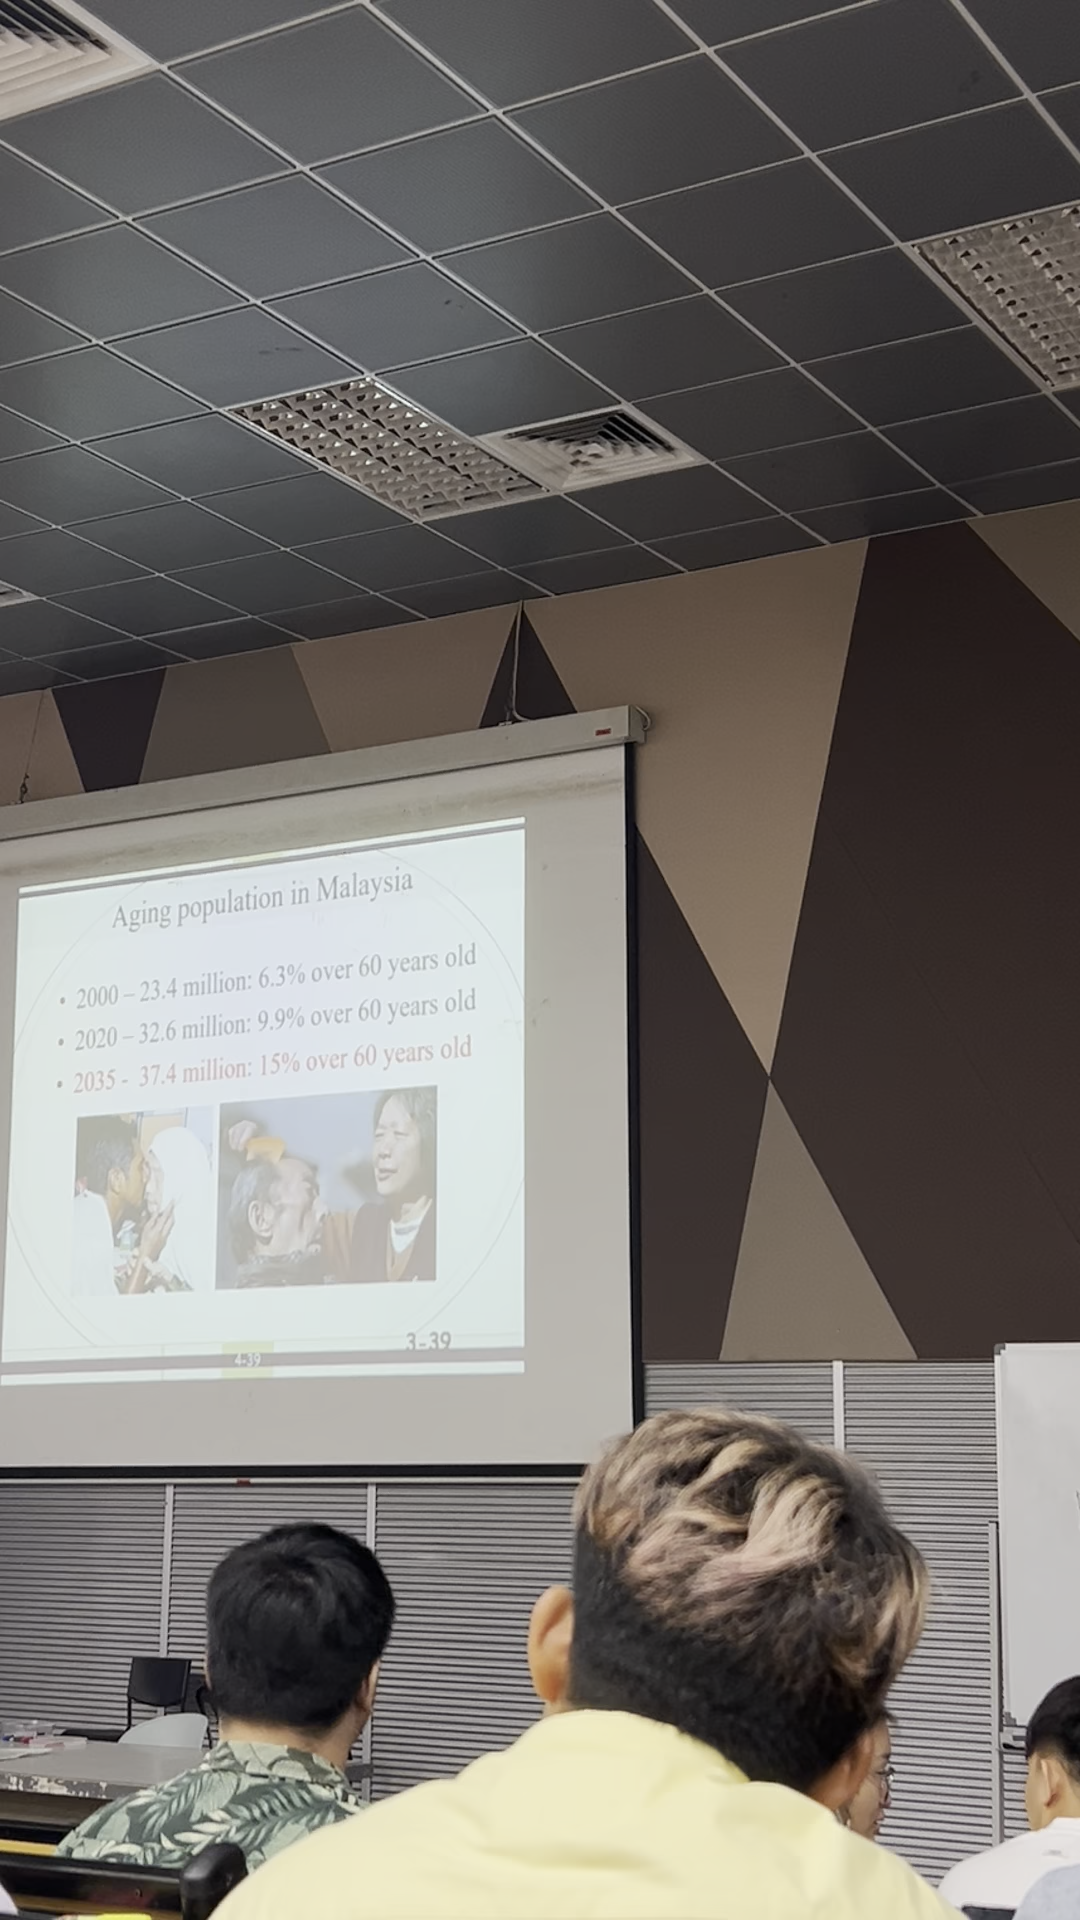 Aging population in Malaysia
• 2000 – 23.4 million: 6.3% over 60 years old
• 2020 – 32.6 million: 9.9% over 60 years old
• 2035 - 37.4 million: 15% over 60 years old
3-39
4-39